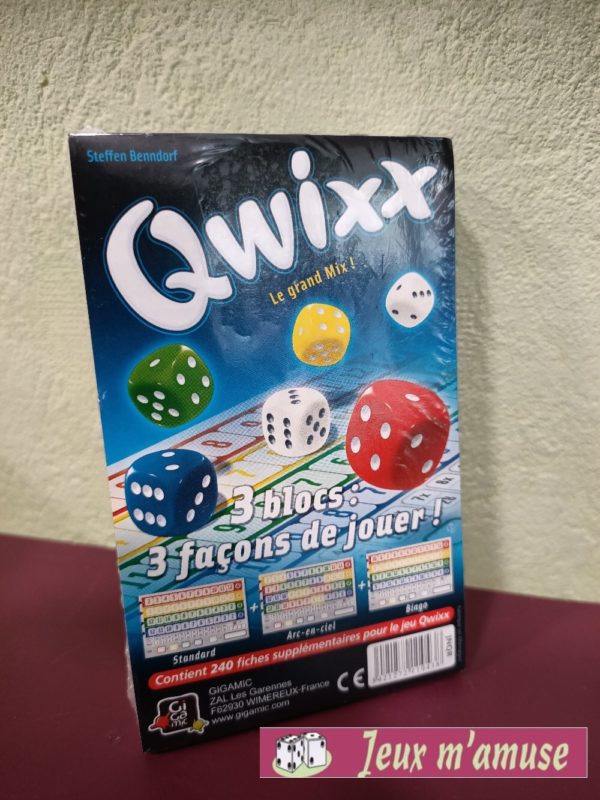 Steffen Benndorf
Qwixx
Le grand Mix !
3 blocs :
3 façons de jouer !
Standard
Arc-en-ciel
Bingo
Contient 240 fiches supplémentaires pour le jeu Qwixx
GiGAMIC
ZAL Les Garennes
F62930 WIMEREUX-France
www.gigamic.com
CE
Jeux m'amuse